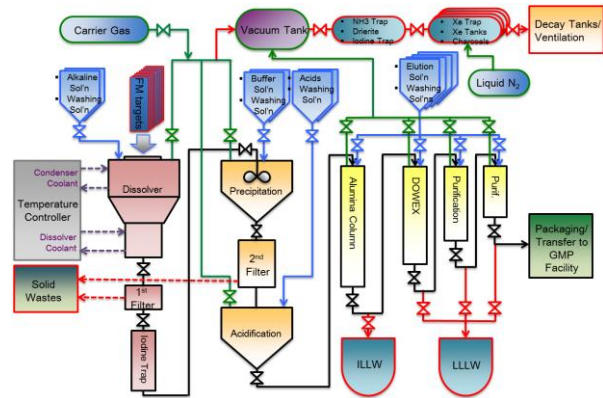 Carrier Gas
Vacuum Tank
• NH3 Trap
• Drierite
• Iodine Trap
• Xe Trap
• Xe Tanks
• Charcoals
Decay Tanks/
Ventilation
Liquid N2
• Alkaline
Sol'n
• Washing
Sol'n
FM targets
• Buffer
Sol'n
• Washing
Sol'n
• Acids
• Washing
Sol'n
• Elution
Sol'n
• Washing
Sol'ns
Condenser
Coolant
Temperature
Controller
Dissolver
Coolant
Dissolver
Precipitation
Alumina Column
DOWEX
Purification
Purif.
Packaging/
Transfer to
GMP
Facility
Solid
Wastes
1st Filter
2nd
Filter
Iodine Trap
Acidification
ILLW
LLLW